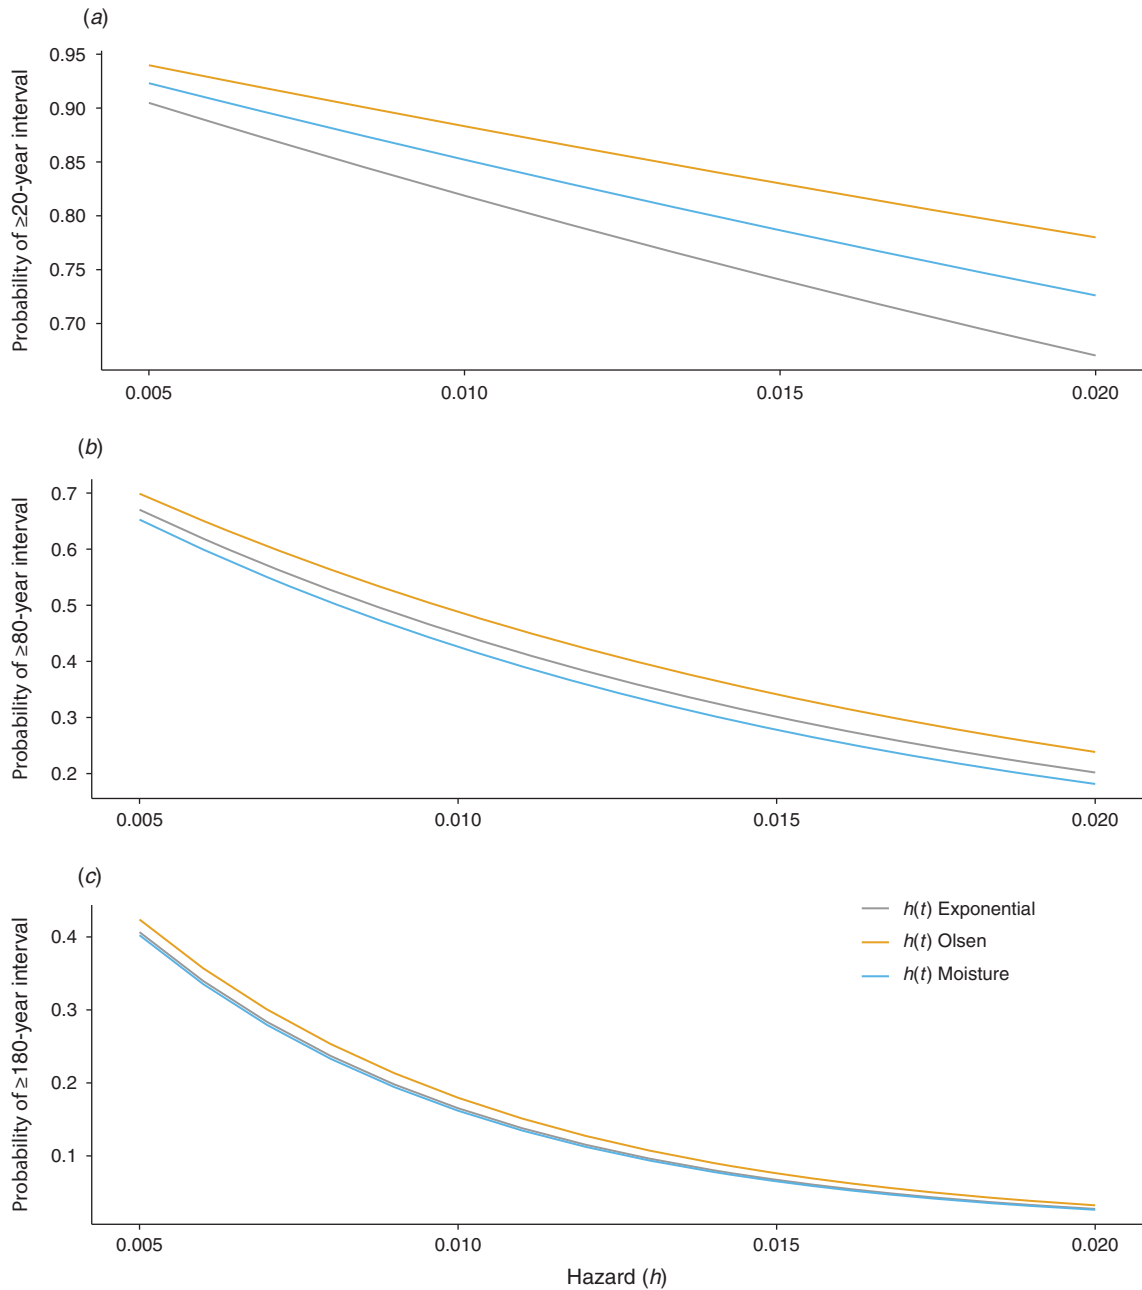 (a)
Probability of ≥20-year interval
0.95
0.90
0.85
0.80
0.75
0.70
0.005 0.010 0.015 0.020
(b)
Probability of ≥80-year interval
0.7
0.6
0.5
0.4
0.3
0.2
0.005 0.010 0.015 0.020
(c)
Probability of ≥180-year interval
0.4
0.3
0.2
0.1
h(t) Exponential
h(t) Olsen
h(t) Moisture
0.005 0.010 0.015 0.020
Hazard (h)